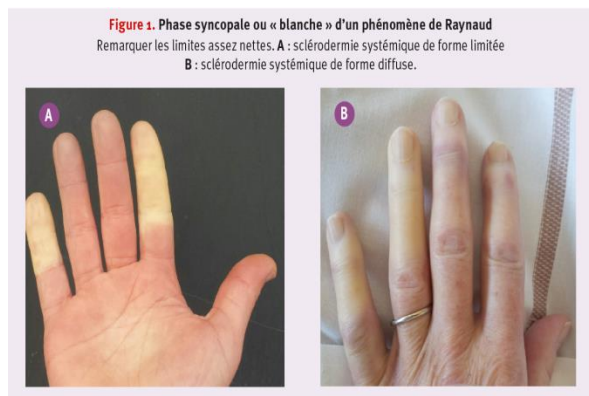 Figure 1. Phase syncopale ou « blanche » d'un phénomène de Raynaud
Remarquer les limites assez nettes. A : sclérodermie systémique de forme limitée
B : sclérodermie systémique de forme diffuse.
A
B